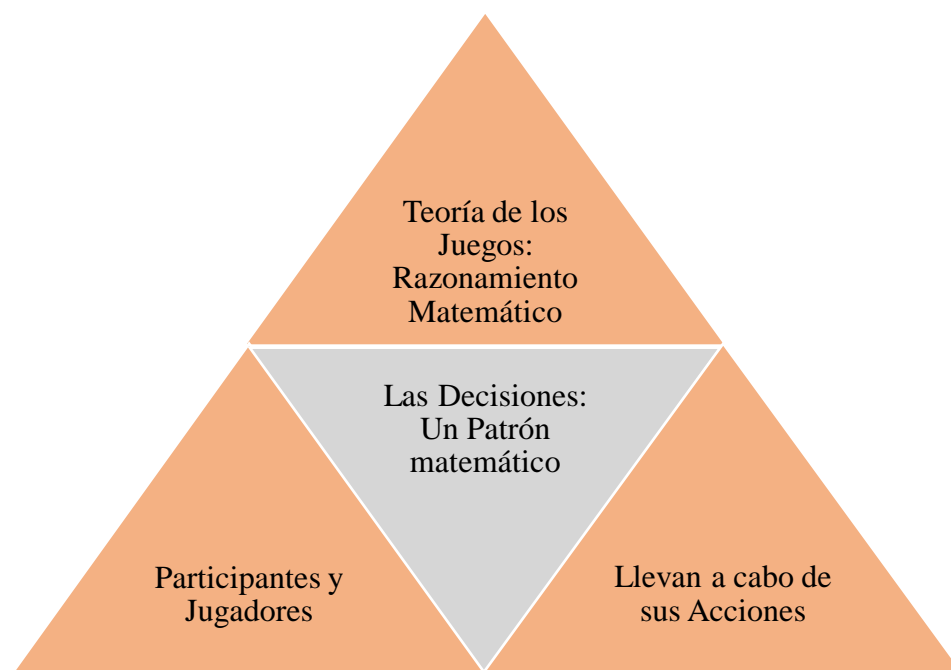 Teoría de los
Juegos:
Razonamiento
Matemático
Las Decisiones:
Un Patrón
matemático
Participantes y
Jugadores
Llevan a cabo de
sus Acciones